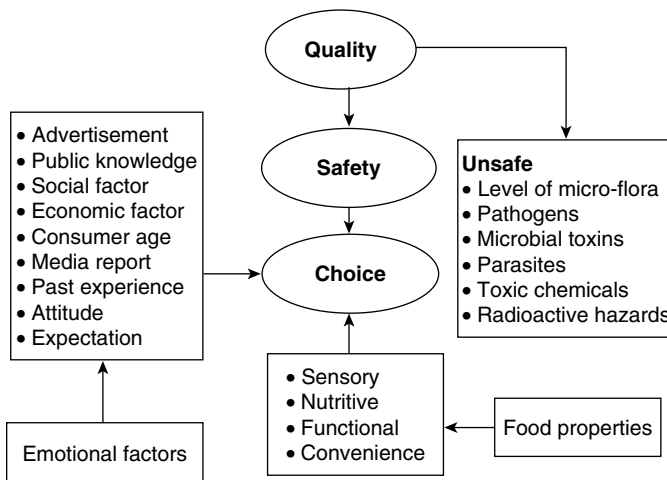 Quality
Safety
Choice
• Advertisement
• Public knowledge
• Social factor
• Economic factor
• Consumer age
• Media report
• Past experience
• Attitude
• Expectation
Emotional factors
Unsafe
• Level of micro-flora
• Pathogens
• Microbial toxins
• Parasites
• Toxic chemicals
• Radioactive hazards
• Sensory
• Nutritive
• Functional
• Convenience
Food properties